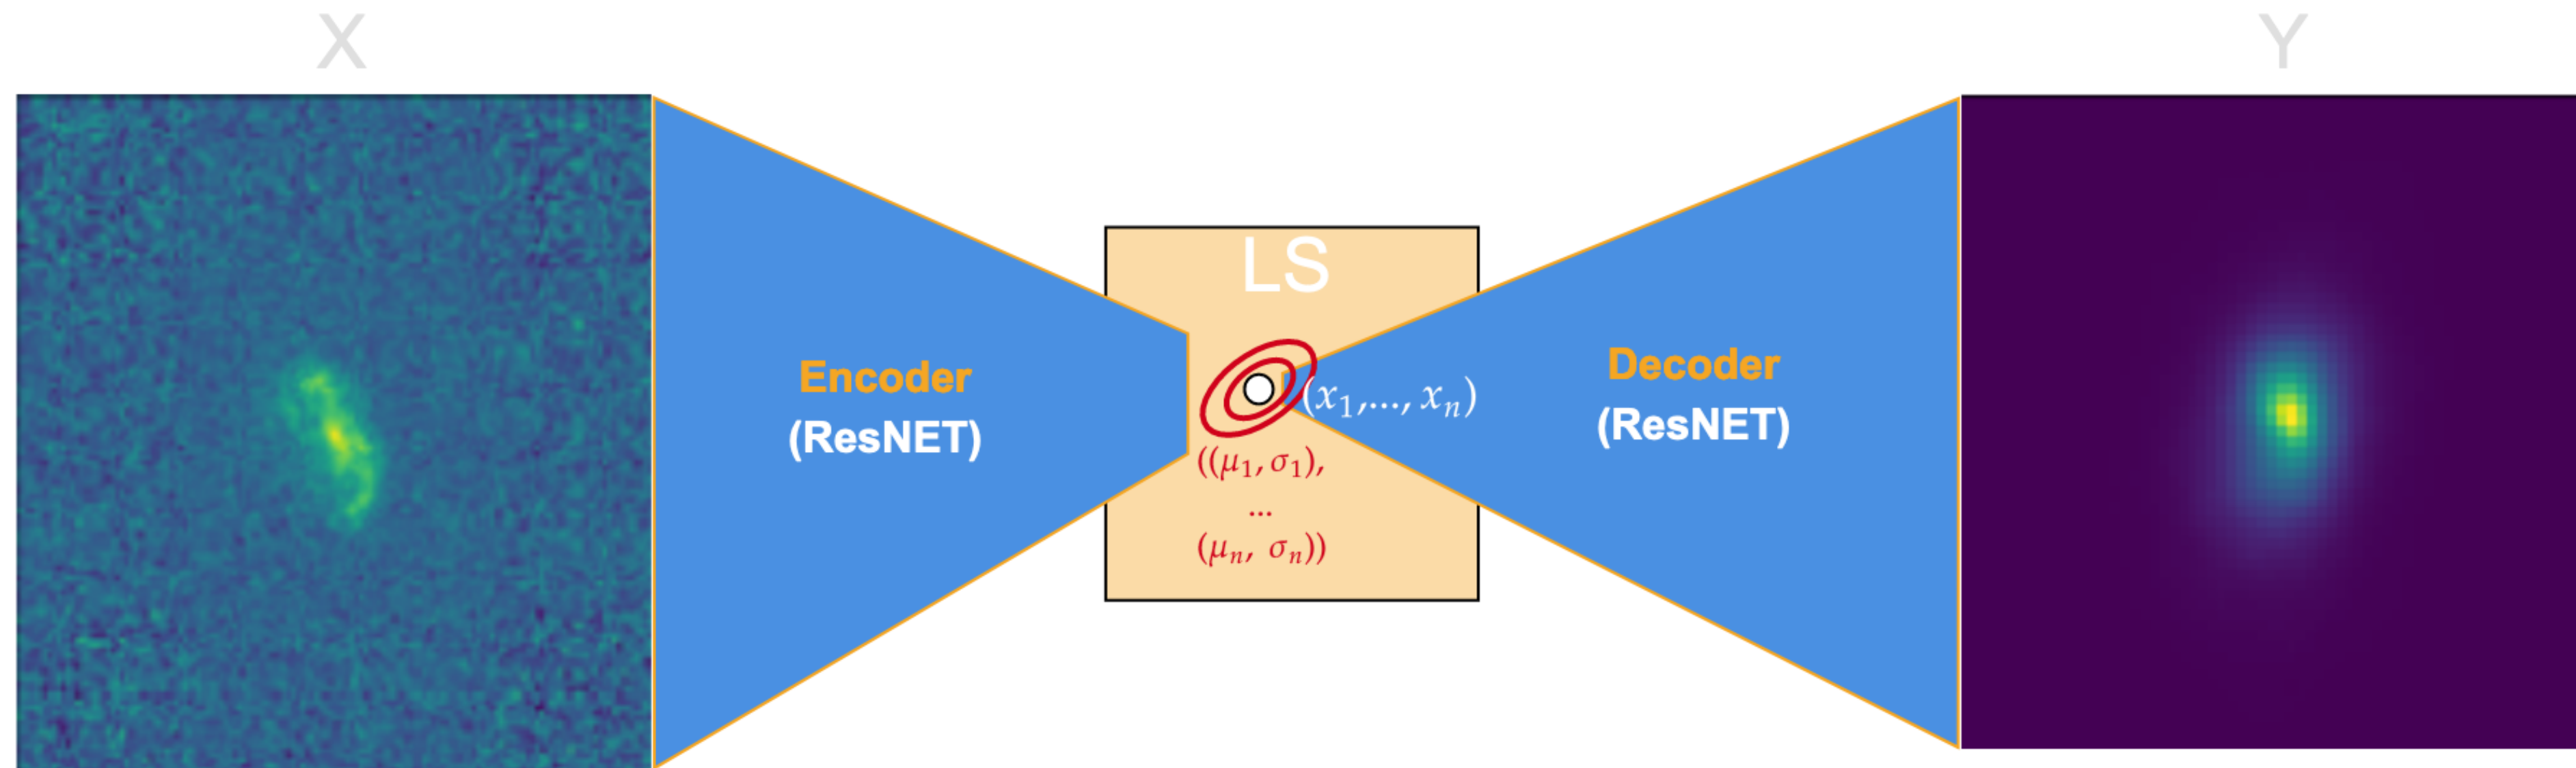 X
Y
LS
Encoder
(ResNET)
((μ₁, σ₁),
...
(μₙ, σₙ))
(x₁,..., xₙ)
Decoder
(ResNET)